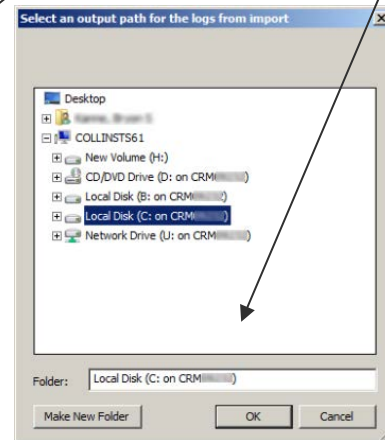 Select an output path for the logs from import
Desktop
COLLINSTS61
New Volume (H:)
CD/DVD Drive (D: on CRM )
Local Disk (B: on CRM )
Local Disk (C: on CRM )
Network Drive (U: on CRM )
Folder: Local Disk (C: on CRM )
Make New Folder OK Cancel